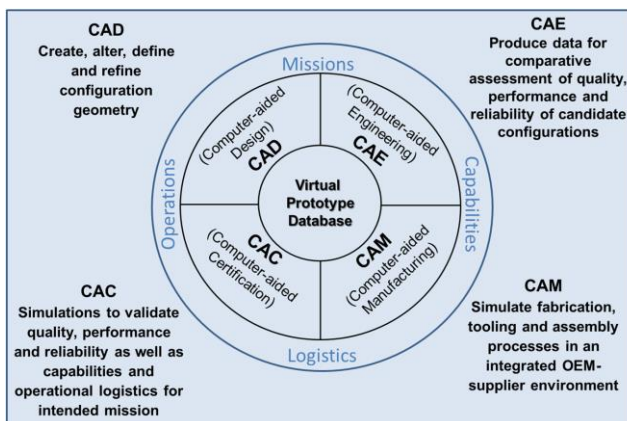 CAD
Create, alter, define
and refine
configuration
geometry
CAE
Produce data for
comparative
assessment of quality,
performance and
reliability of candidate
configurations
Missions
Operations
Capabilities
Logistics
(Computer-aided
Design)
CAD
(Computer-aided
Engineering)
CAE
Virtual
Prototype
Database
CAC
(Computer-aided
Certification)
CAM
(Computer-aided
Manufacturing)
CAC
Simulations to validate
quality, performance
and reliability as well as
capabilities and
operational logistics for
intended mission
CAM
Simulate fabrication,
tooling and assembly
processes in an
integrated OEM-
supplier environment